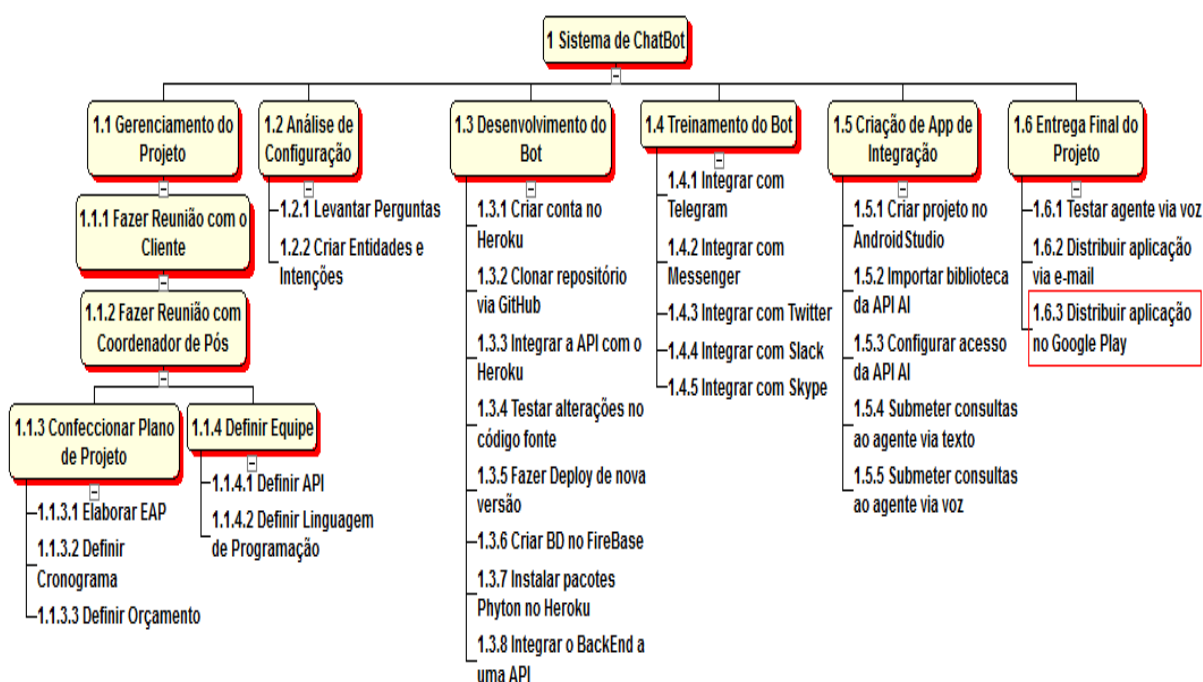 1 Sistema de ChatBot
1.1 Gerenciamento do
Projeto
1.1.1 Fazer Reunião com o
Cliente
1.1.2 Fazer Reunião com
Coordenador de Pós
1.1.3 Confeccionar Plano
de Projeto
1.1.3.1 Elaborar EAP
1.1.3.2 Definir
Cronograma
1.1.3.3 Definir Orçamento
1.1.4 Definir Equipe
1.1.4.1 Definir API
1.1.4.2 Definir Linguagem
de Programação
1.2 Análise de
Configuração
1.2.1 Levantar Perguntas
1.2.2 Criar Entidades e
Intenções
1.3 Desenvolvimento do
Bot
1.3.1 Criar conta no
Heroku
1.3.2 Clonar repositório
via GitHub
1.3.3 Integrar a API com o
Heroku
1.3.4 Testar alterações no
código fonte
1.3.5 Fazer Deploy de nova
versão
1.3.6 Criar BD no FireBase
1.3.7 Instalar pacotes
Phyton no Heroku
1.3.8 Integrar o BackEnd a
uma API
1.4 Treinamento do Bot
1.4.1 Integrar com
Telegram
1.4.2 Integrar com
Messenger
1.4.3 Integrar com Twitter
1.4.4 Integrar com Slack
1.4.5 Integrar com Skype
1.5 Criação de App de
Integração
1.5.1 Criar projeto no
AndroidStudio
1.5.2 Importar biblioteca
da API AI
1.5.3 Configurar acesso
da API AI
1.5.4 Submeter consultas
ao agente via texto
1.5.5 Submeter consultas
ao agente via voz
1.6 Entrega Final do
Projeto
1.6.1 Testar agente via voz
1.6.2 Distribuir aplicação
via e-mail
1.6.3 Distribuir aplicação
no Google Play